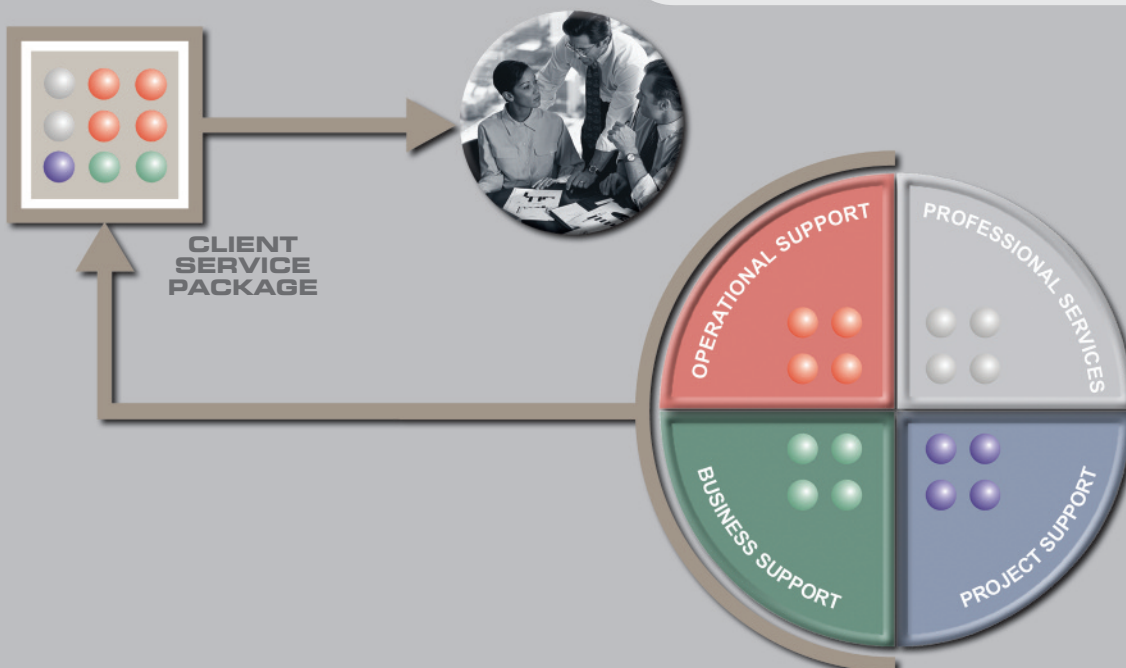 CLIENT
SERVICE
PACKAGE
OPERATIONAL SUPPORT
PROFESSIONAL SERVICES
BUSINESS SUPPORT
PROJECT SUPPORT